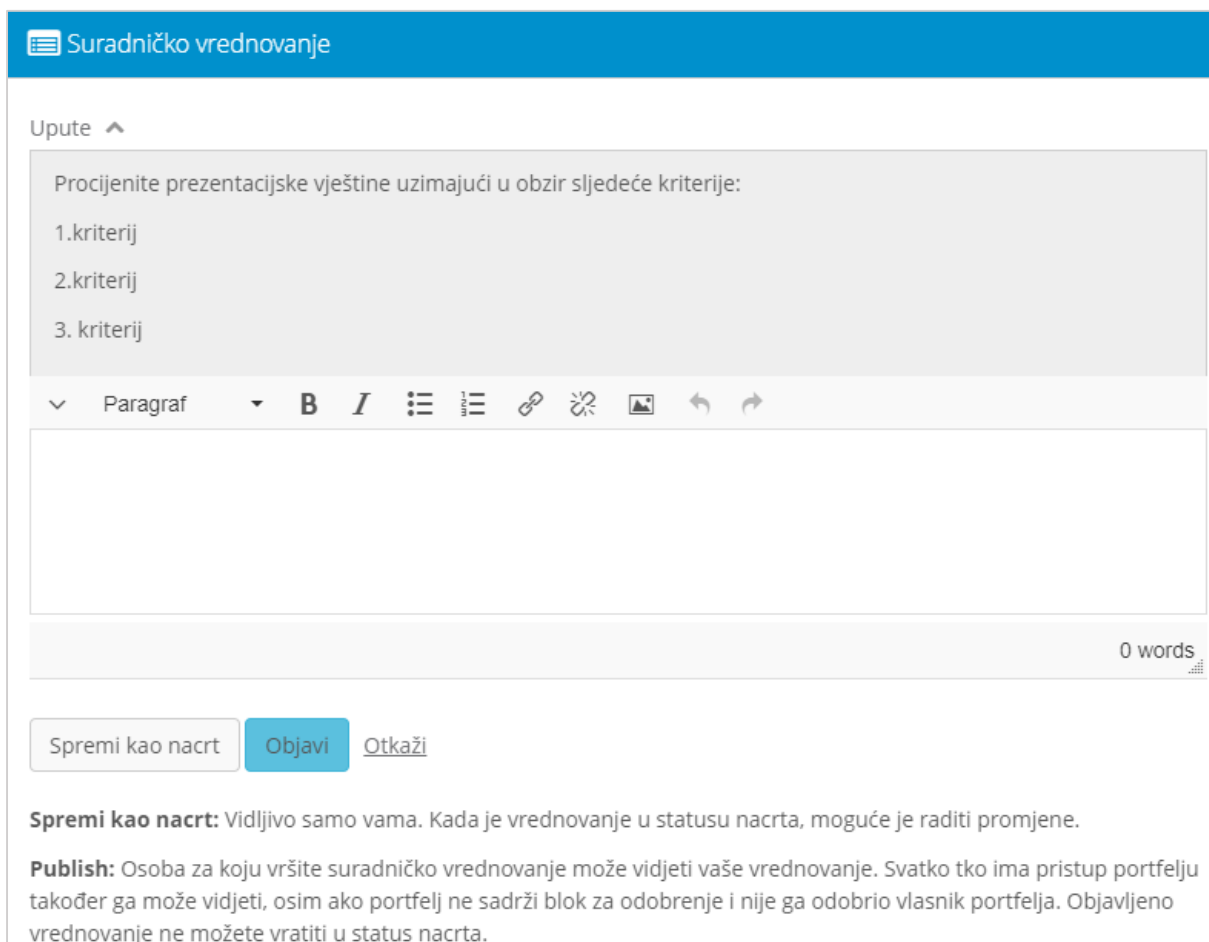 Suradničko vrednovanje
Upute
Procijenite prezentacijske vještine uzimajući u obzir sljedeće kriterije:
1.kriterij
2.kriterij
3. kriterij
Paragraf B I
0 words
Spremi kao nacrt Objavi Otkaži
Spremi kao nacrt: Vidljivo samo vama. Kada je vrednovanje u statusu nacrta, moguće je raditi promjene.
Publish: Osoba za koju vršite suradničko vrednovanje može vidjeti vaše vrednovanje. Svatko tko ima pristup portfelju
također ga može vidjeti, osim ako portfelj ne sadrži blok za odobrenje i nije ga odobrio vlasnik portfelja. Objavljeno
vrednovanje ne možete vratiti u status nacrta.